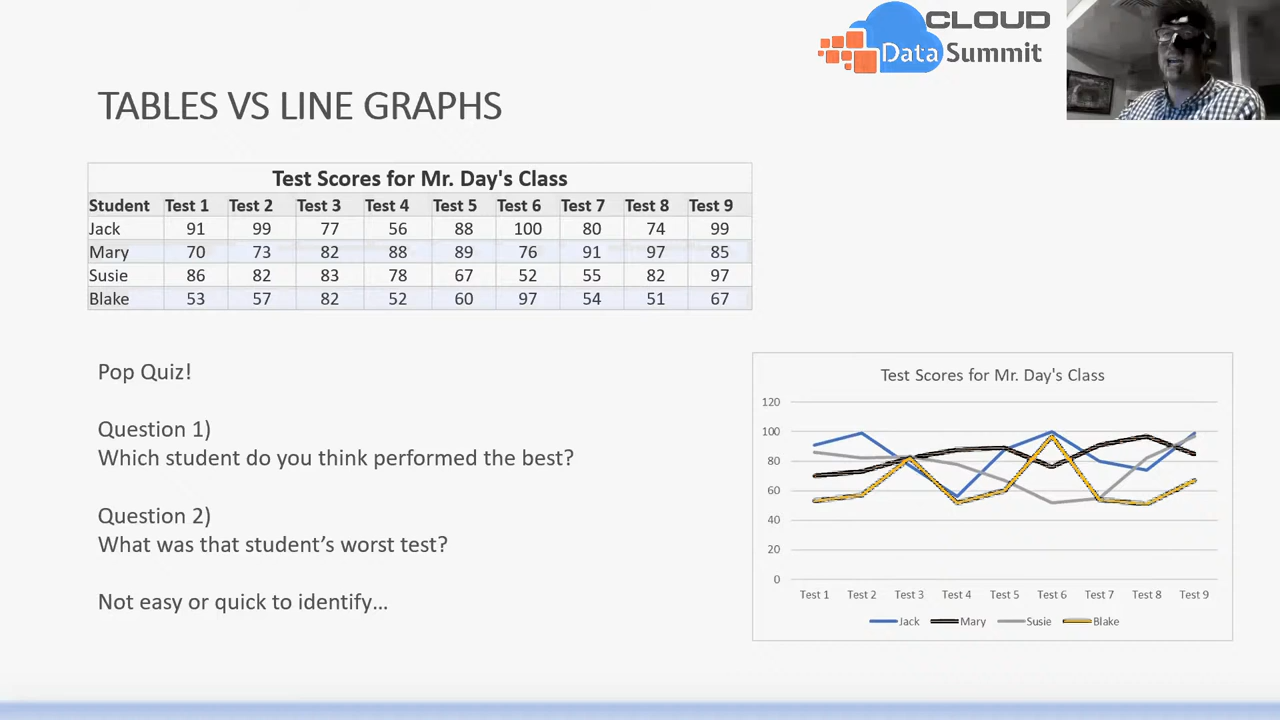 CLOUD
Data Summit
TABLES VS LINE GRAPHS
Test Scores for Mr. Day's Class
Student Test 1 Test 2 Test 3 Test 4 Test 5 Test 6 Test 7 Test 8 Test 9
Jack 91 99 77 56 88 100 80 74 99
Mary 70 73 82 88 89 76 91 97 85
Susie 86 82 83 78 67 52 55 82 97
Blake 53 57 82 52 60 97 54 51 67
Pop Quiz!
Question 1)
Which student do you think performed the best?
Question 2)
What was that student’s worst test?
Not easy or quick to identify…
Test Scores for Mr. Day's Class
120
100
80
60
40
20
0
Test 1 Test 2 Test 3 Test 4 Test 5 Test 6 Test 7 Test 8 Test 9
Jack Mary Susie Blake